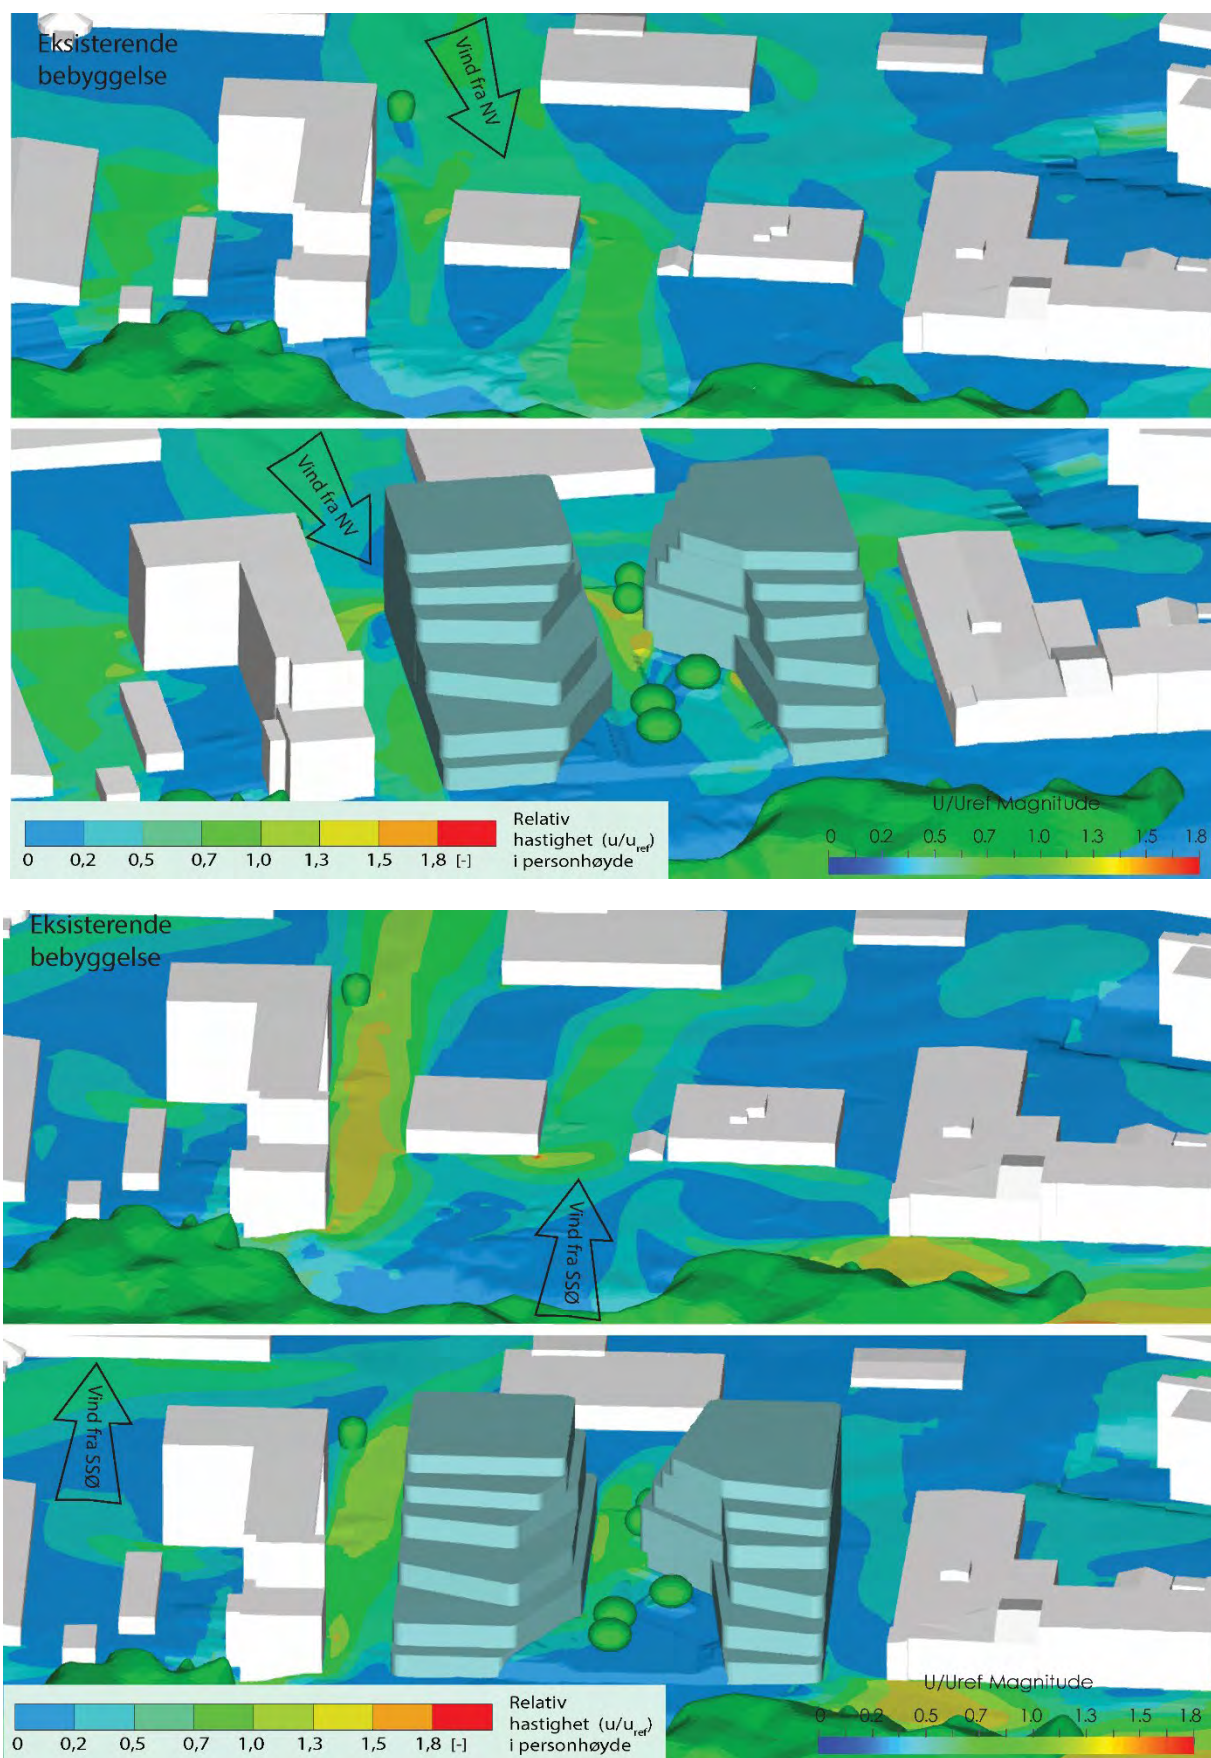 Eksisterende
bebyggelse
Vind fra NV
Vind fra NV
Relativ
hastighet (u/uref)
i personhøyde
0 0,2 0,5 0,7 1,0 1,3 1,5 1,8 [-]
U/Uref Magnitude
0 0.2 0.5 0.7 1.0 1.3 1.5 1.8
Eksisterende
bebyggelse
Vind fra SSØ
Vind fra SSØ
Relativ
hastighet (u/uref)
i personhøyde
0 0,2 0,5 0,7 1,0 1,3 1,5 1,8 [-]
U/Uref Magnitude
0 0.2 0.5 0.7 1.0 1.3 1.5 1.8